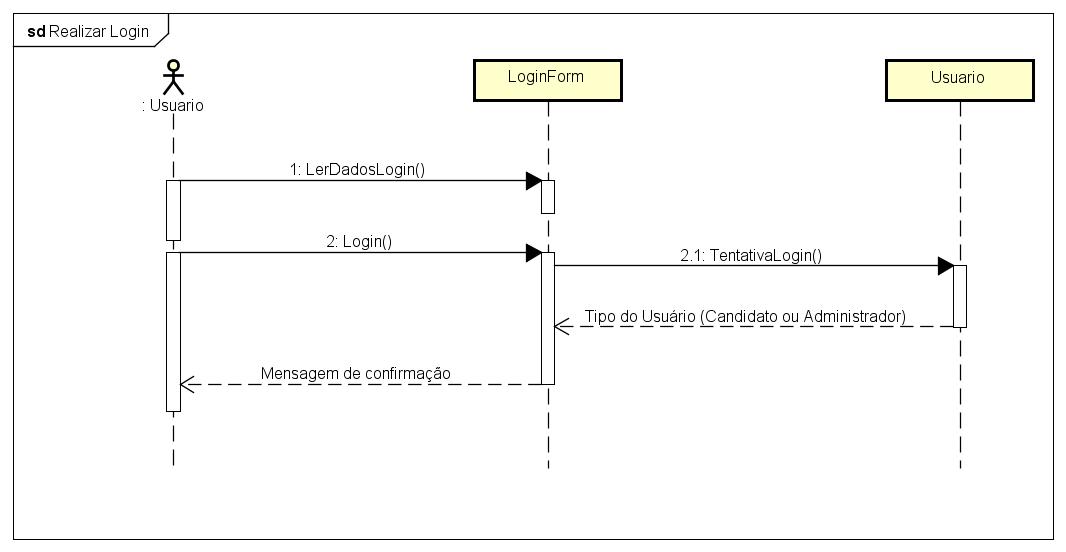 sd Realizar Login
: Usuario
LoginForm
Usuario
1: LerDadosLogin()
2: Login()
2.1: TentativaLogin()
Tipo do Usuário (Candidato ou Administrador)
Mensagem de confirmação